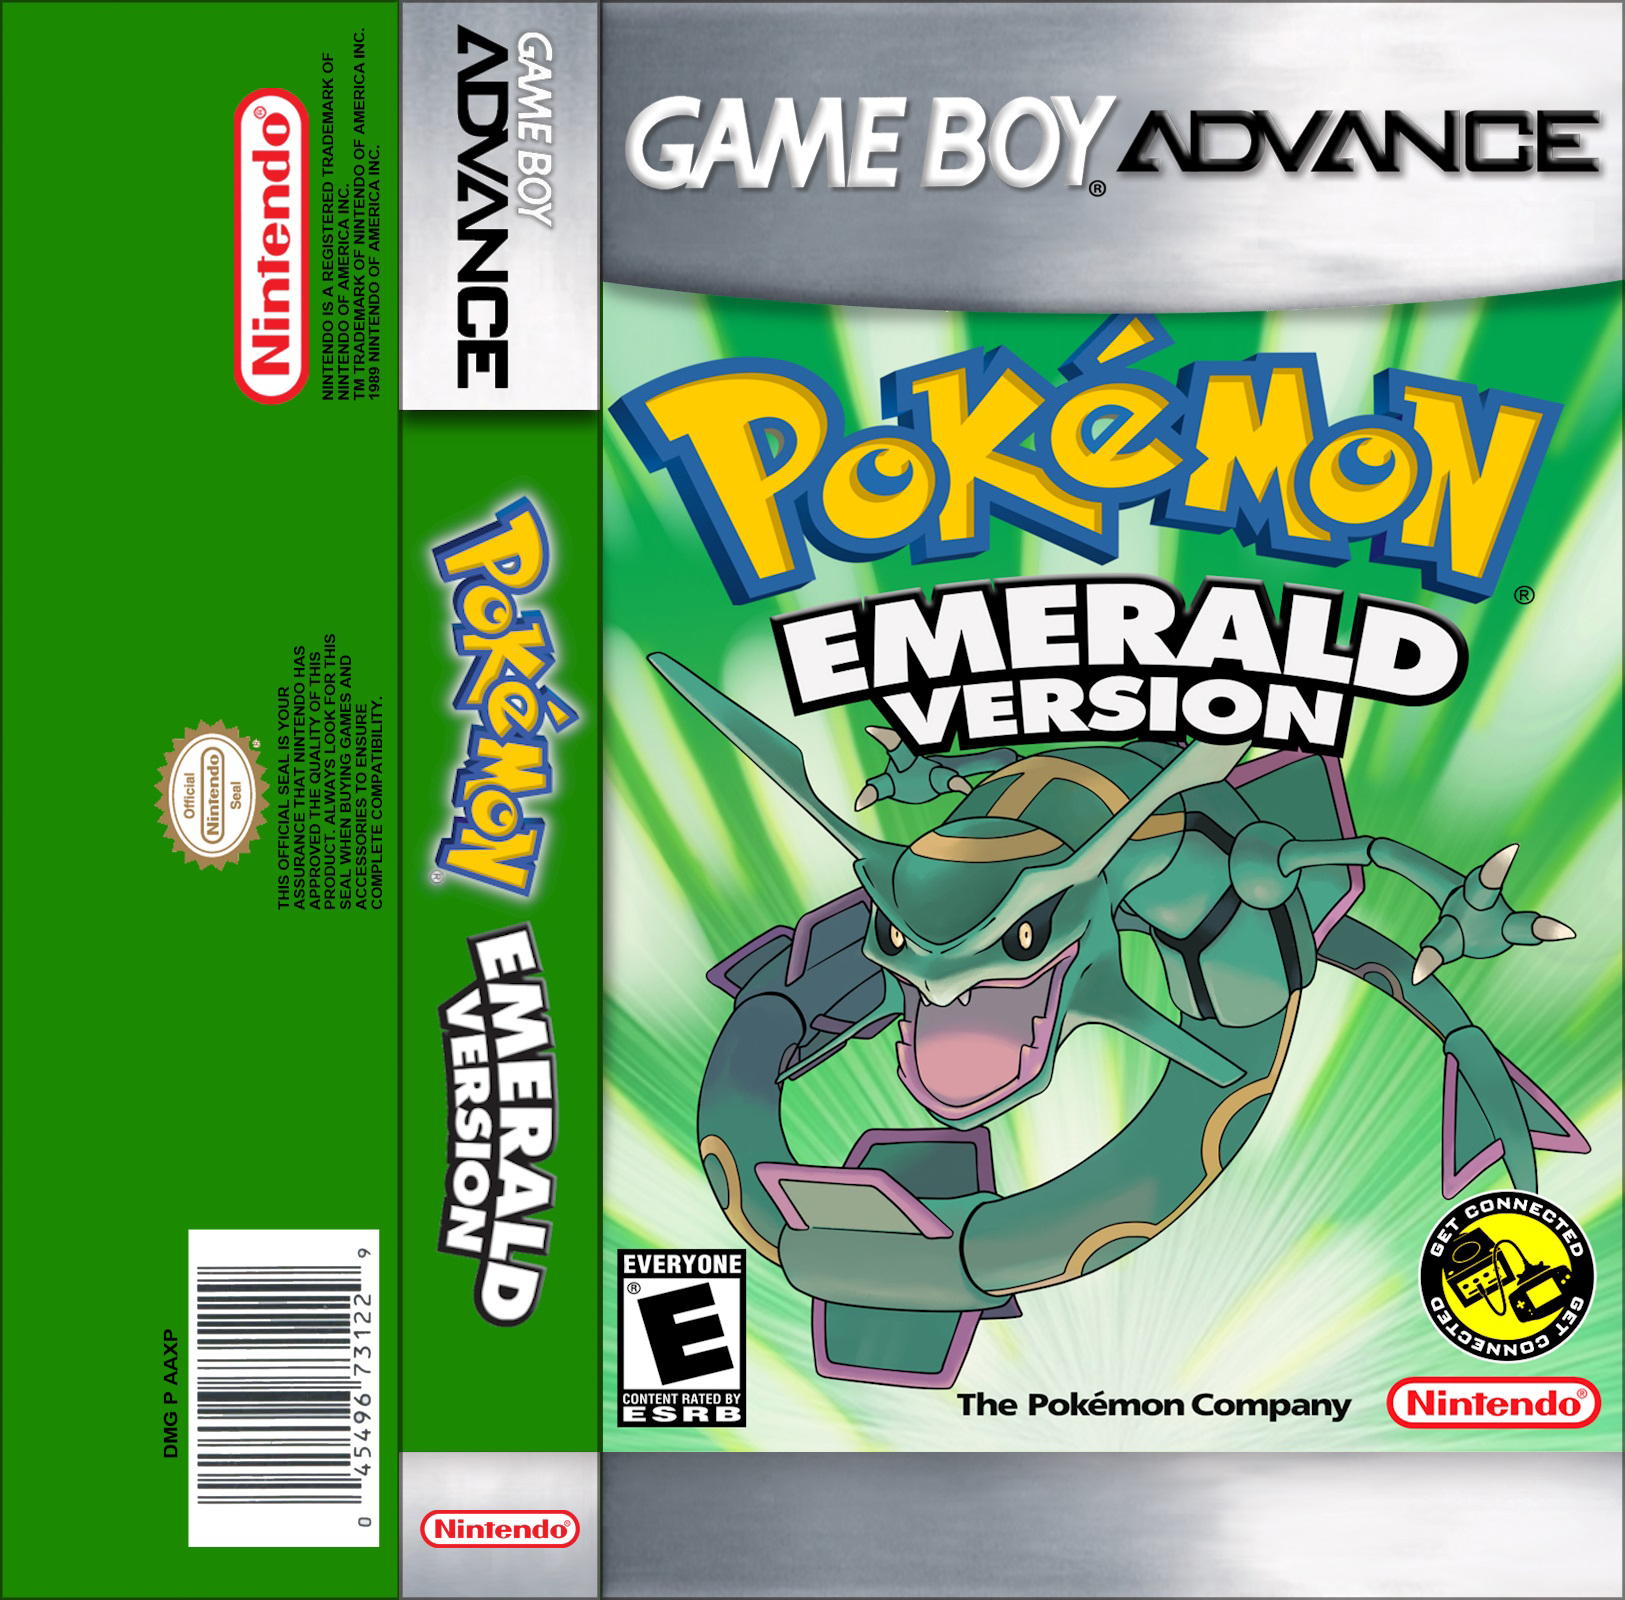 Nintendo®
NINTENDO IS A REGISTERED TRADEMARK OF
NINTENDO OF AMERICA INC.
TM TRADEMARK OF NINTENDO OF AMERICA INC.
1989 NINTENDO OF AMERICA INC.
Official
Nintendo
Seal
®
THIS OFFICIAL SEAL IS YOUR
ASSURANCE THAT NINTENDO HAS
APPROVED THE QUALITY OF THIS
PRODUCT. ALWAYS LOOK FOR THIS
SEAL WHEN BUYING GAMES AND
ACCESSORIES TO ENSURE
COMPLETE COMPATIBILITY.
DMG P AAXP
0 45496 73122 9
GAME BOY
ADVANCE
POKéMON
®
EMERALD
VERSION
Nintendo®
GAME BOY® ADVANCE
POKéMON
®
EMERALD
VERSION
EVERYONE
®
E
CONTENT RATED BY
ESRB
GET CONNECTED
GET CONNECTED
The Pokémon Company
Nintendo®